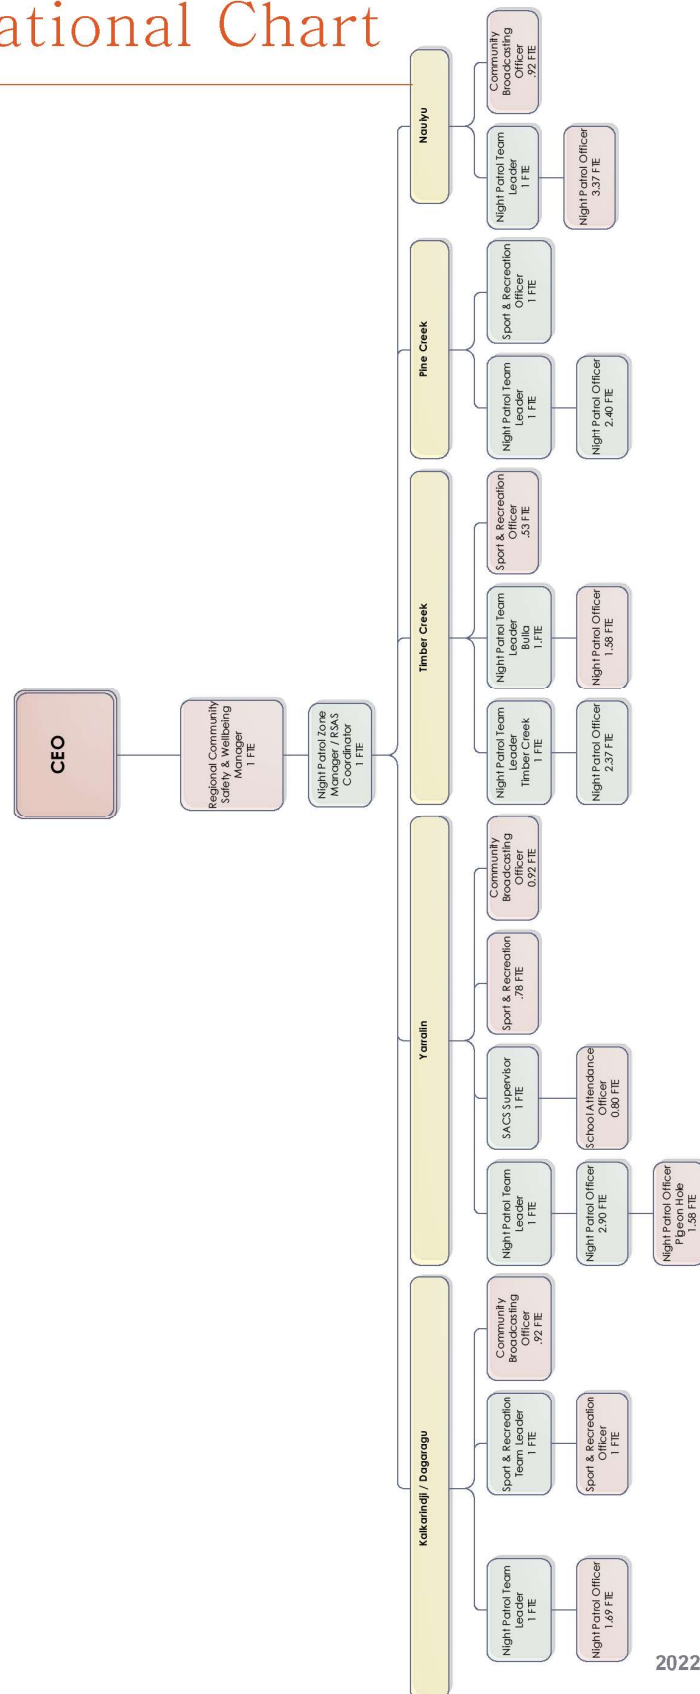 ational Chart
CEO
Regional Community
Safety & Wellbeing
Manager
1 FTE
Night Patrol Zone
Manager / RSAS
Coordinator
1 FTE
Kalkarindji / Dagaragu
Night Patrol Team
Leader
1 FTE
Night Patrol Officer
1.69 FTE
Sport & Recreation
Team Leader
1 FTE
Sport & Recreation
Officer
1 FTE
Community
Broadcasting
Officer
.92 FTE
Yarralin
Night Patrol Team
Leader
1 FTE
Night Patrol Officer
2.90 FTE
Night Patrol Officer
Pigeon Hole
1.58 FTE
SACS Supervisor
1 FTE
School Attendance
Officer
0.80 FTE
Sport & Recreation
.78 FTE
Community
Broadcasting
Officer
0.92 FTE
Timber Creek
Night Patrol Team
Leader
Timber Creek
1 FTE
Night Patrol Officer
2.37 FTE
Night Patrol Team
Leader
Bulla
1.FTE
Night Patrol Officer
1.58 FTE
Sport & Recreation
Officer
.53 FTE
Pine Creek
Night Patrol Team
Leader
1 FTE
Night Patrol Officer
2.40 FTE
Sport & Recreation
Officer
1 FTE
Nauiyu
Night Patrol Team
Leader
1 FTE
Night Patrol Officer
3.37 FTE
Community
Broadcasting
Officer
.92 FTE
2022